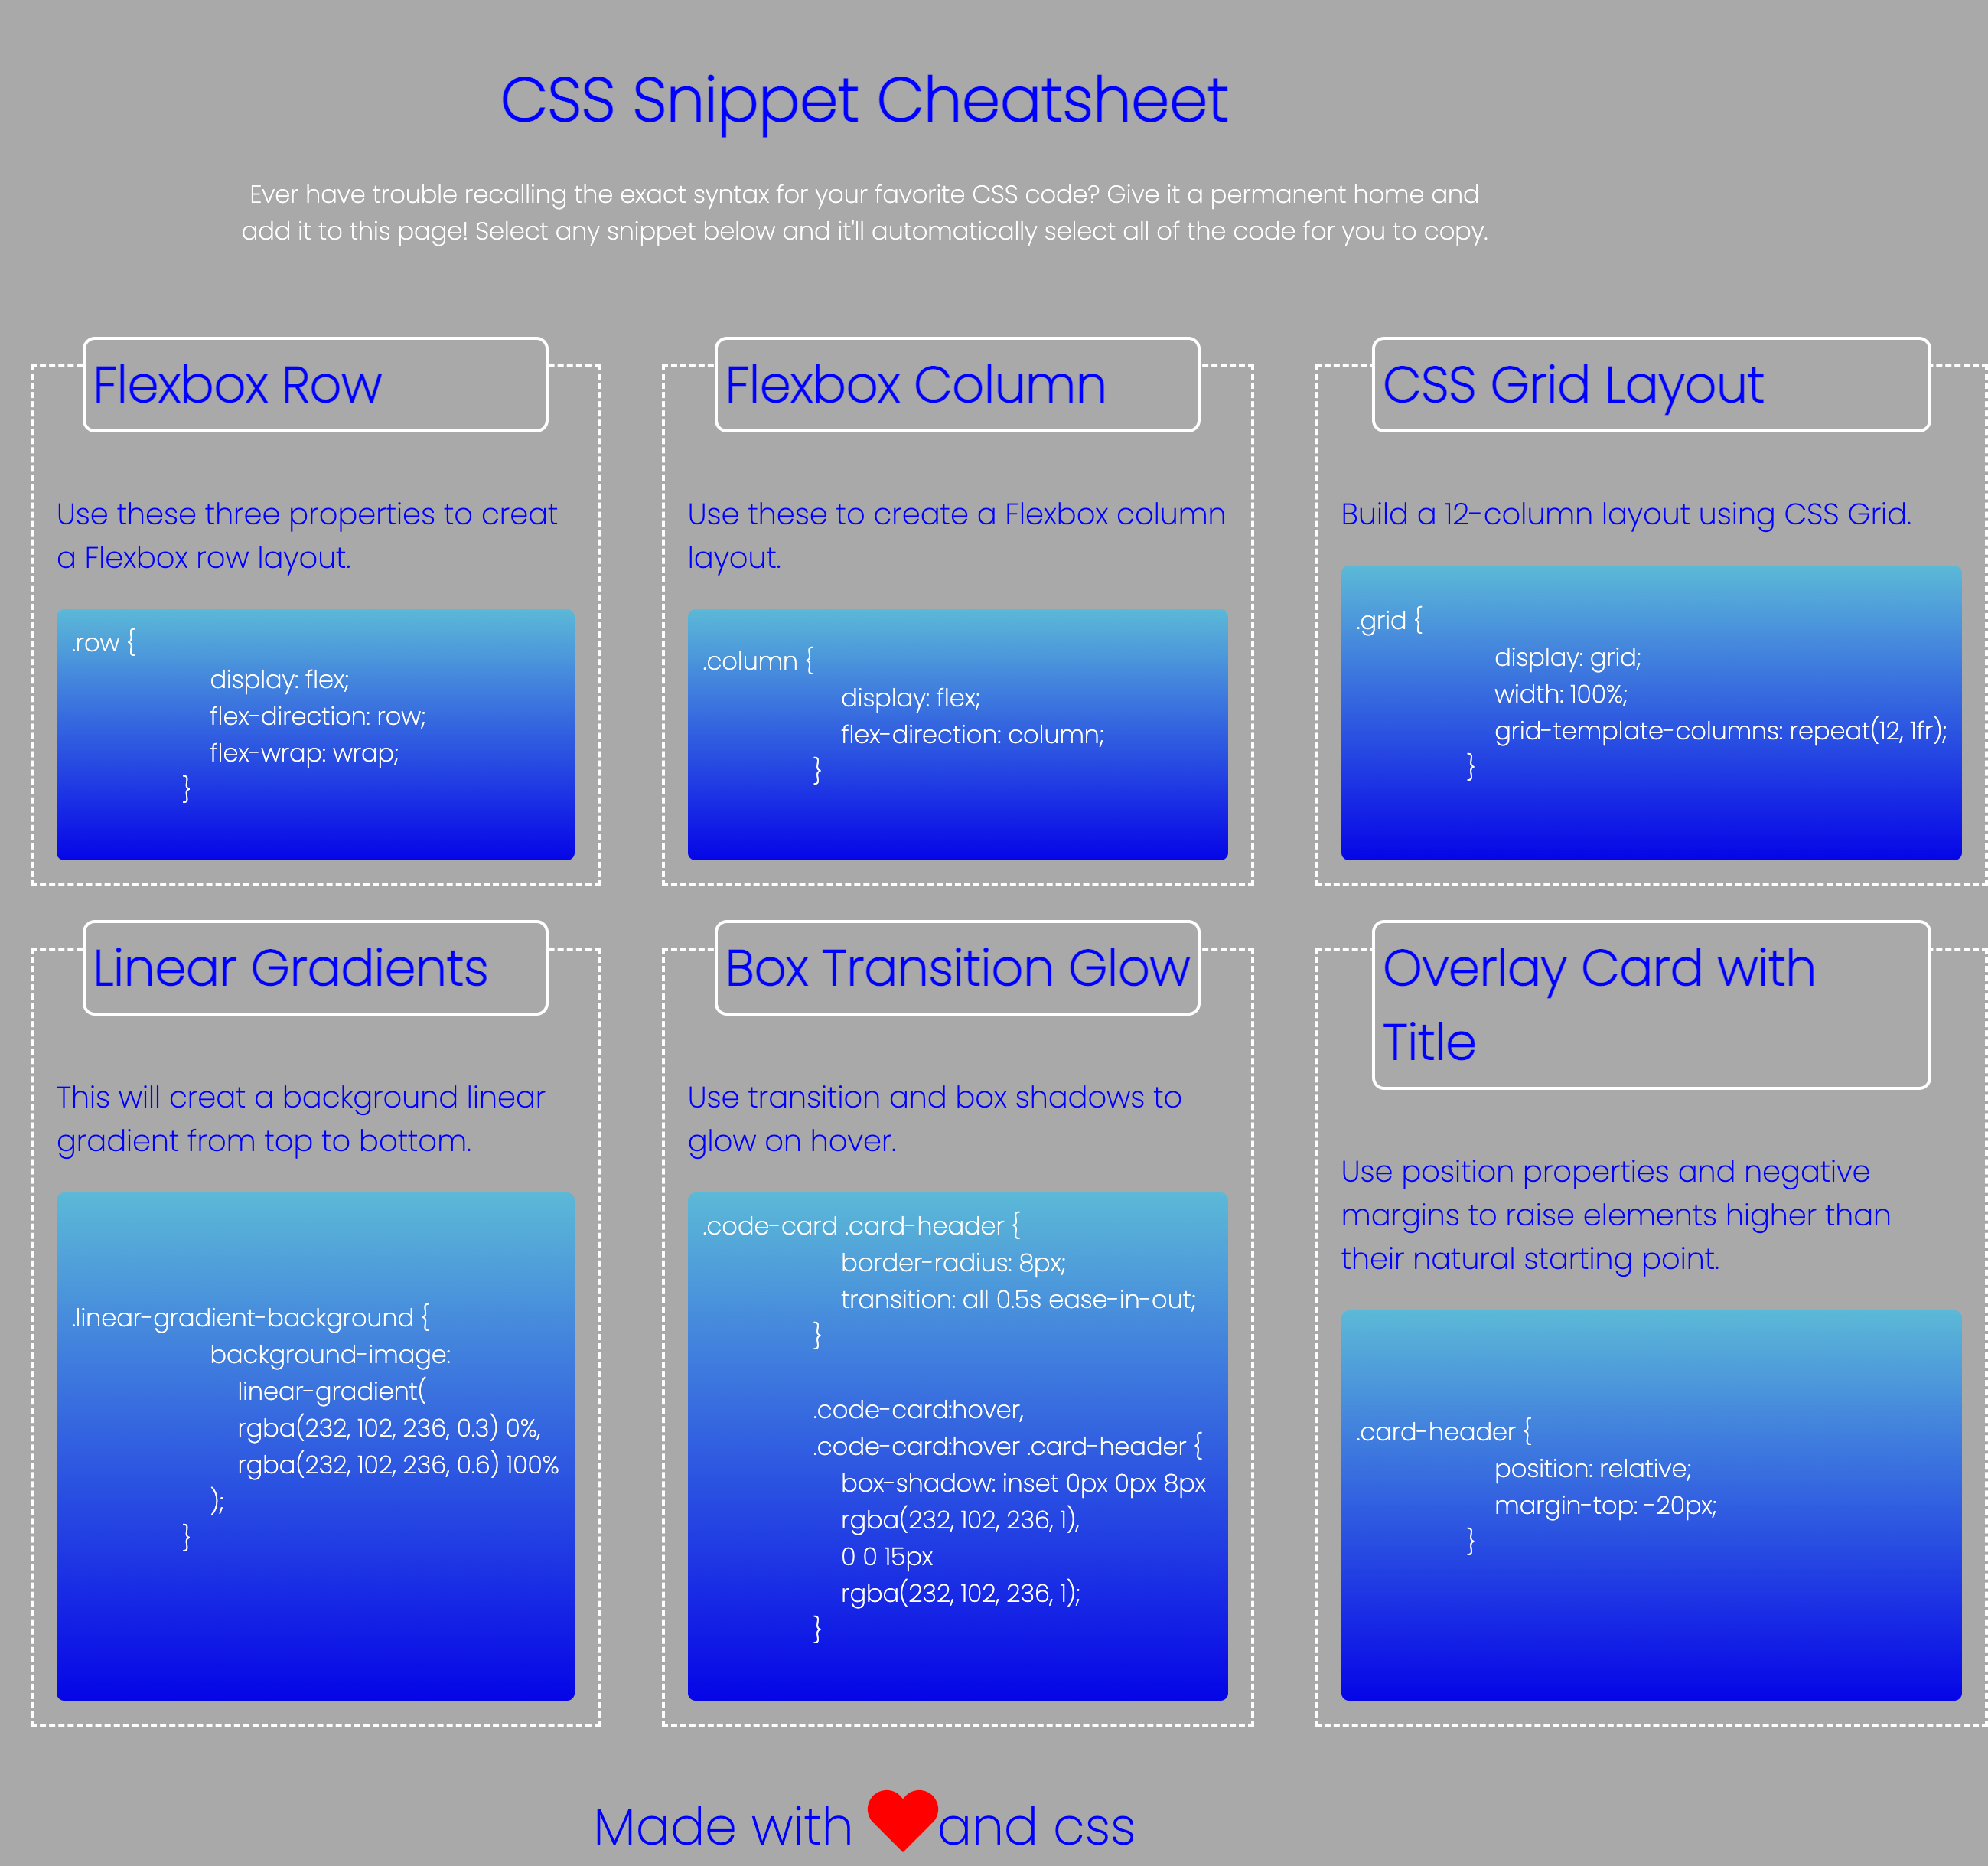 CSS Snippet Cheatsheet
Ever have trouble recalling the exact syntax for your favorite CSS code? Give it a permanent home and
add it to this page! Select any snippet below and it'll automatically select all of the code for you to copy.
Flexbox Row
Use these three properties to creat
a Flexbox row layout.
.row {
display: flex;
flex-direction: row;
flex-wrap: wrap;
}
Flexbox Column
Use these to create a Flexbox column
layout.
.column {
display: flex;
flex-direction: column;
}
CSS Grid Layout
Build a 12-column layout using CSS Grid.
.grid {
display: grid;
width: 100%;
grid-template-columns: repeat(12, 1fr);
}
Linear Gradients
This will creat a background linear
gradient from top to bottom.
.linear-gradient-background {
background-image:
linear-gradient(
rgba(232, 102, 236, 0.3) 0%,
rgba(232, 102, 236, 0.6) 100%
);
}
Box Transition Glow
Use transition and box shadows to
glow on hover.
.code-card .card-header {
border-radius: 8px;
transition: all 0.5s ease-in-out;
}
.code-card:hover,
.code-card:hover .card-header {
box-shadow: inset 0px 0px 8px
rgba(232, 102, 236, 1),
0 0 15px
rgba(232, 102, 236, 1);
}
Overlay Card with
Title
Use position properties and negative
margins to raise elements higher than
their natural starting point.
.card-header {
position: relative;
margin-top: -20px;
}
Made with and css